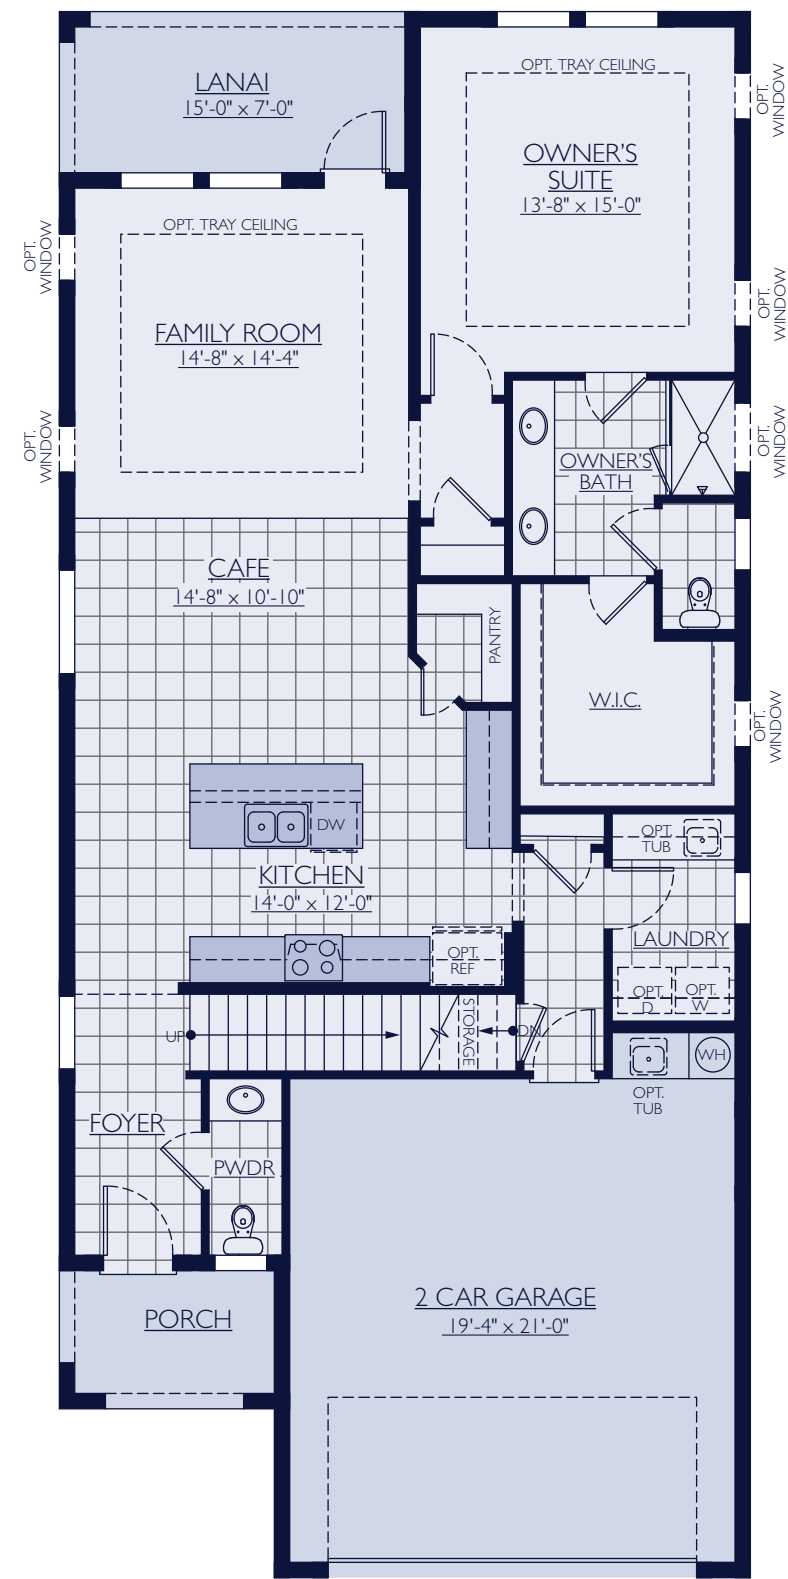 LANAI
15'-0" x 7'-0"
OPT. TRAY CEILING
OWNER'S
SUITE
13'-8" x 15'-0"
OPT.
WINDOW
OPT. TRAY CEILING
FAMILY ROOM
14'-8" x 14'-4"
OPT.
WINDOW
OPT.
WINDOW
OPT.
WINDOW
OPT.
WINDOW
OWNER'S
BATH
CAFE
14'-8" x 10'-10"
PANTRY
W.I.C.
OPT.
WINDOW
DW
OPT.
TUB
KITCHEN
14'-0" x 12'-0"
OPT.
REF
LAUNDRY
OPT.
D
OPT.
W
UP
STORAGE
DN
WH
OPT.
TUB
FOYER
PWDR
PORCH
2 CAR GARAGE
19'-4" x 21'-0"